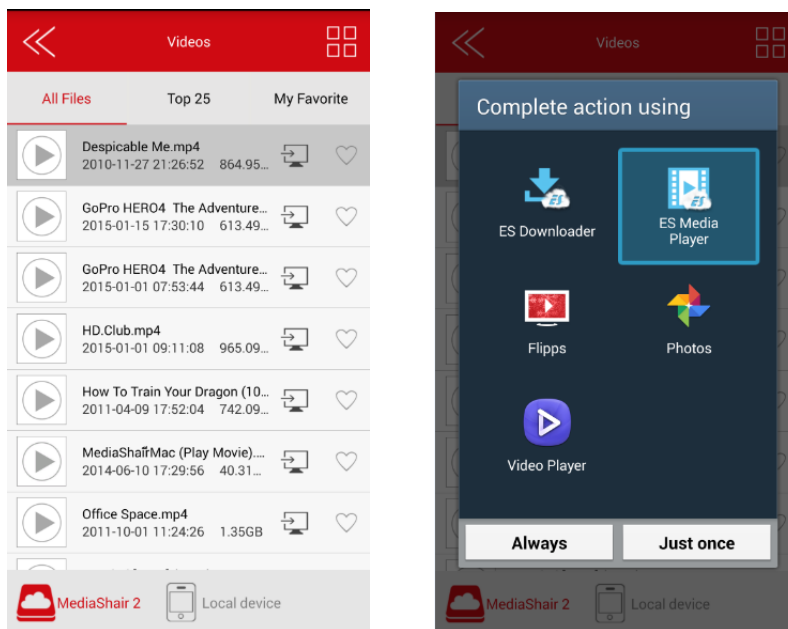 Videos
All Files
Top 25
My Favorite
Despicable Me.mp4
2010-11-27 21:26:52 864.95...
GoPro HERO4 The Adventure...
2015-01-15 17:30:10 613.49...
GoPro HERO4 The Adventure...
2015-01-01 07:53:44 613.49...
HD.Club.mp4
2015-01-01 09:11:08 965.09...
How To Train Your Dragon (10...
2011-04-09 17:52:04 742.09...
MediaShairMac (Play Movie)....
2014-06-10 17:29:56 40.31...
Office Space.mp4
2011-10-01 11:24:26 1.35GB
MediaShair 2
Local device
Videos
Complete action using
ES Downloader
ES Media
Player
Flipps
Photos
Video Player
Always
Just once
MediaShair 2
Local device